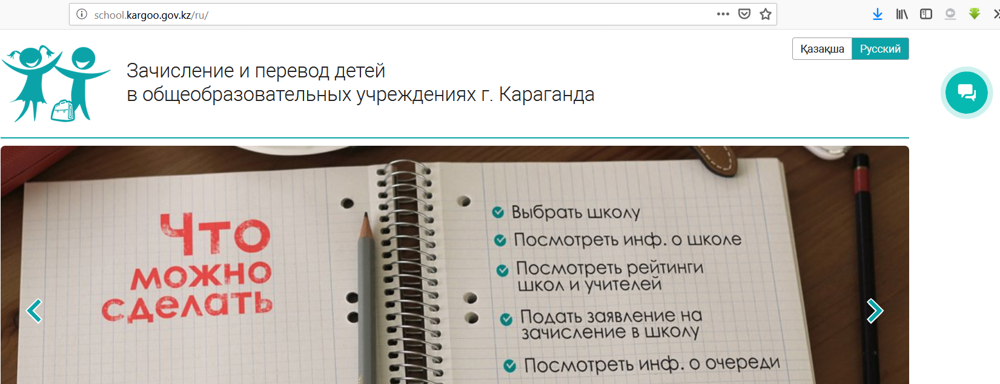 school.kargoo.gov.kz/ru/
Қазақша Русский
Зачисление и перевод детей
в общеобразовательных учреждениях г. Караганда
Что
можно
сделать
Выбрать школу
Посмотреть инф. о школе
Посмотреть рейтинги
школ и учителей
Подать заявление на
зачисление в школу
Посмотреть инф. о очереди